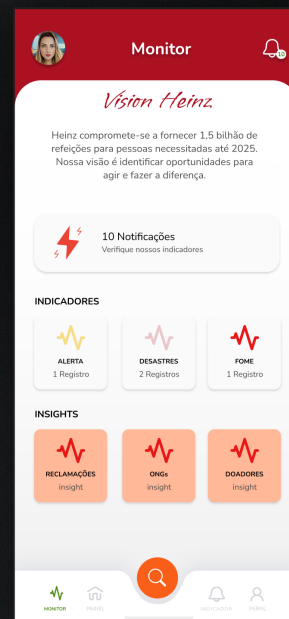 Monitor
10
Vision Heinz
Heinz compromete-se a fornecer 1,5 bilhão de
refeições para pessoas necessitadas até 2025.
Nossa visão é identificar oportunidades para
agir e fazer a diferença.
10 Notificações
Verifique nossos indicadores
INDICADORES
ALERTA DESASTRES FOME
1 Registro 2 Registros 1 Registro
INSIGHTS
RECLAMAÇÕES ONGs DOADORES
insight insight insight
MONITOR PAINEL INDICADOR PERFIL